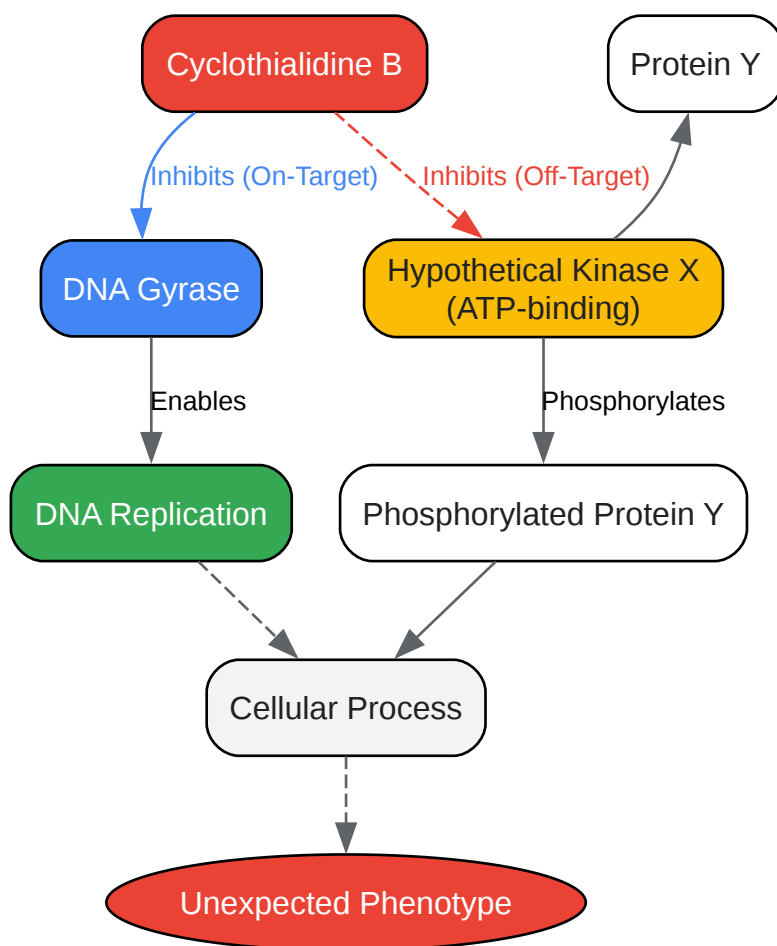 Cyclothialidine B
Protein Y
Inhibits (On-Target)
Inhibits (Off-Target)
DNA Gyrase
Hypothetical Kinase X
(ATP-binding)
Enables
Phosphorylates
DNA Replication
Phosphorylated Protein Y
Cellular Process
Unexpected Phenotype